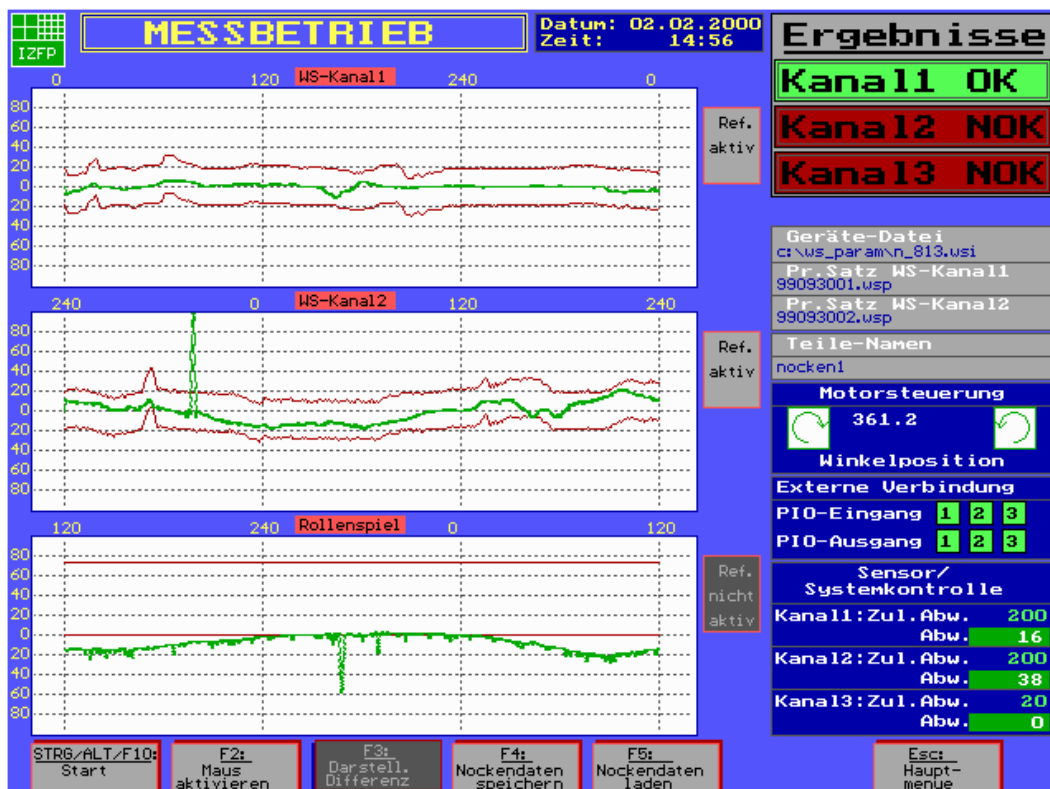 IZFP
MESSBETRIEB
Datum: 02.02.2000
Zeit: 14:56
Ergebnisse
Kanal1 OK
Kanal2 NOK
Kanal3 NOK
0 120 WS-Kanal1 240 0
80
60
40
20
0
20
40
60
80
Ref.
aktiv
240 0 WS-Kanal2 120 240
80
60
40
20
0
20
40
60
80
Ref.
aktiv
120 240 Rollenspiel 0 120
80
60
40
20
0
20
40
60
80
Ref.
nicht
aktiv
Geräte-Datei
c:\ws_param\n_813.wsi
Pr.Satz WS-Kanal1
99093001.wsp
Pr.Satz WS-Kanal2
99093002.wsp
Teile-Namen
nocken1
Motorsteuerung
361.2
Winkelposition
Externe Verbindung
PIO-Eingang 1 2 3
PIO-Ausgang 1 2 3
Sensor/
Systemkontrolle
Kanal1:Zul.Abw. 200
Abw. 16
Kanal2:Zul.Abw. 200
Abw. 38
Kanal3:Zul.Abw. 20
Abw. 0
STRG/ALT/F10:
Start
F2:
Maus
aktivieren
F3:
Darstell.
Differenz
F4:
Nockendaten
speichern
F5:
Nockendaten
laden
Esc:
Haupt-
menue